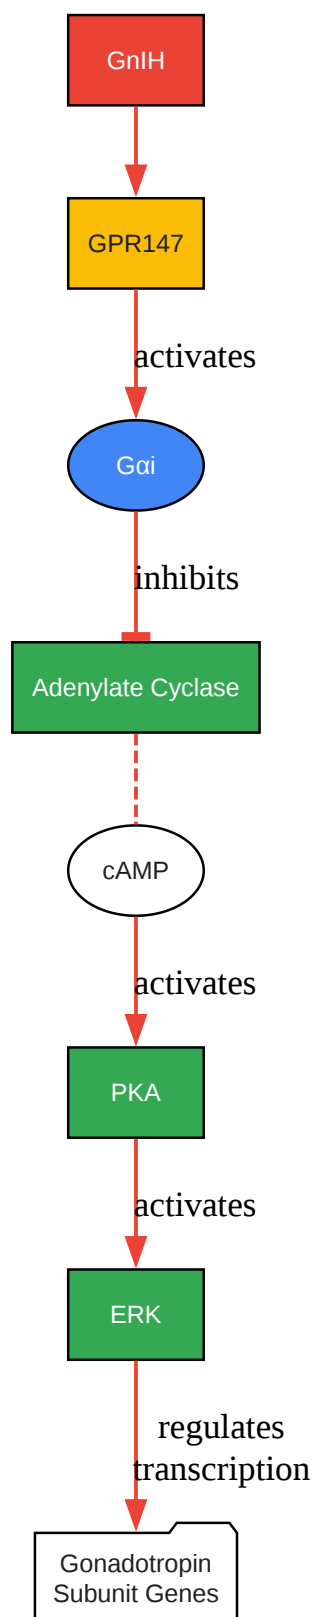 GnIH
GPR147
activates
Gαi
inhibits
Adenylate Cyclase
cAMP
activates
PKA
activates
ERK
regulates
transcription
Gonadotropin
Subunit Genes